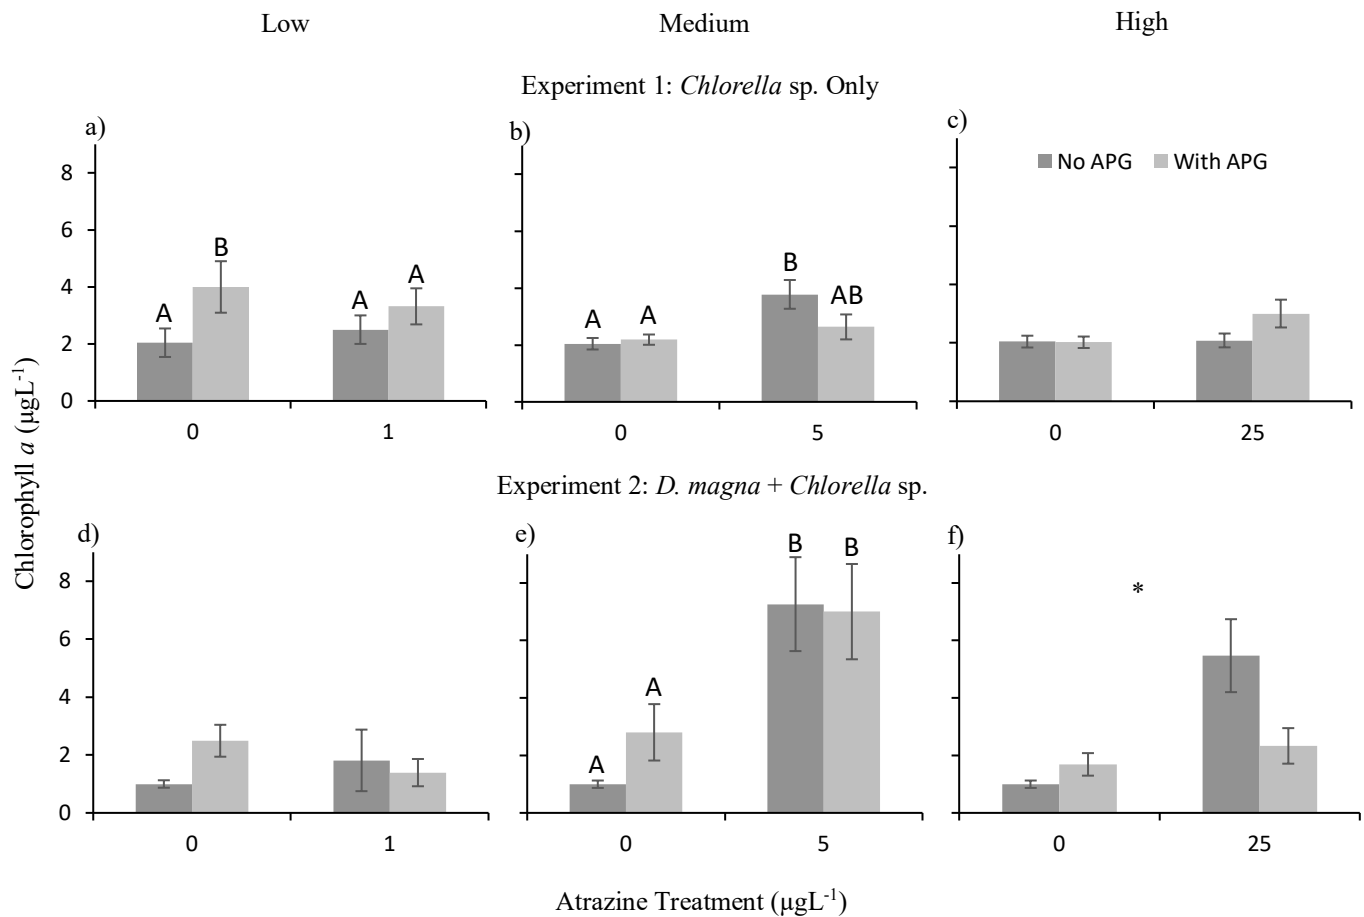 Low Medium High
Experiment 1: Chlorella sp. Only
a) b) c)
No APG With APG
8
6
4
2
0
A B A A
A A B AB
0 1
0 5
0 25
Chlorophyll a (µgL-1)
Experiment 2: D. magna + Chlorella sp.
d) e) f)
8
6
4
2
0
A A B B
*
0 1
0 5
0 25
Atrazine Treatment (µgL-1)